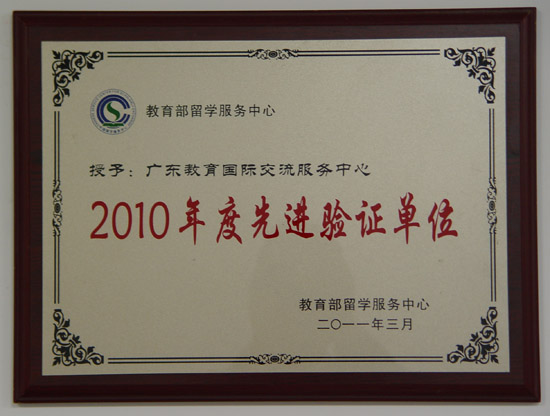 教育部留学服务中心
授予：广东教育国际交流服务中心
2010年度先进验证单位
教育部留学服务中心
二〇一一年三月